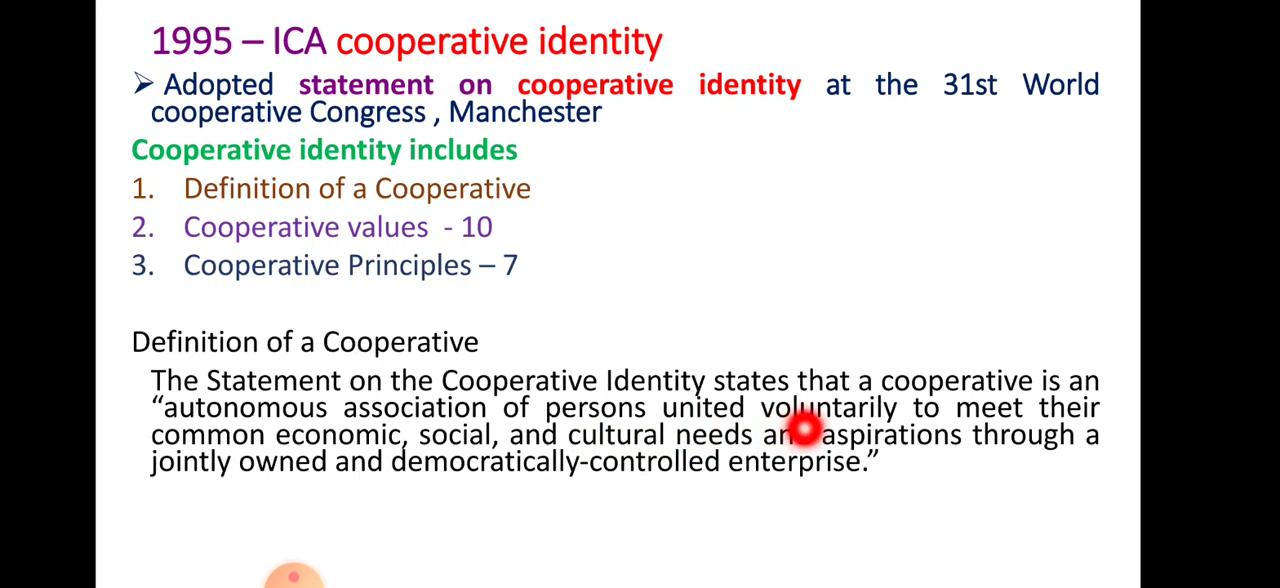 1995 – ICA cooperative identity
➢ Adopted statement on cooperative identity at the 31st World
cooperative Congress , Manchester
Cooperative identity includes
1. Definition of a Cooperative
2. Cooperative values - 10
3. Cooperative Principles – 7
Definition of a Cooperative
The Statement on the Cooperative Identity states that a cooperative is an
“autonomous association of persons united voluntarily to meet their
common economic, social, and cultural needs and aspirations through a
jointly owned and democratically-controlled enterprise.”